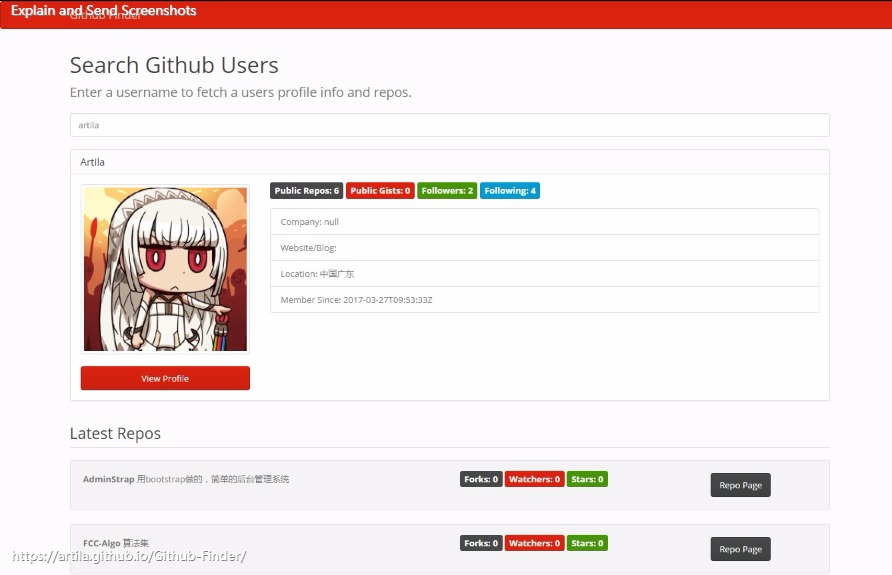 Explain and Send Screenshots
Github Finder
Search Github Users
Enter a username to fetch a users profile info and repos.
artila
Artila
Public Repos: 6 Public Gists: 0 Followers: 2 Following: 4
Company: null
Website/Blog:
Location: 中国广东
Member Since: 2017-03-27T09:53:33Z
View Profile
Latest Repos
AdminStrap 用bootstrap做的，简单的后台管理系统 Forks: 0 Watchers: 0 Stars: 0 Repo Page
FCC-Algo 算法集 Forks: 0 Watchers: 0 Stars: 0 Repo Page
https://artila.github.io/Github-Finder/